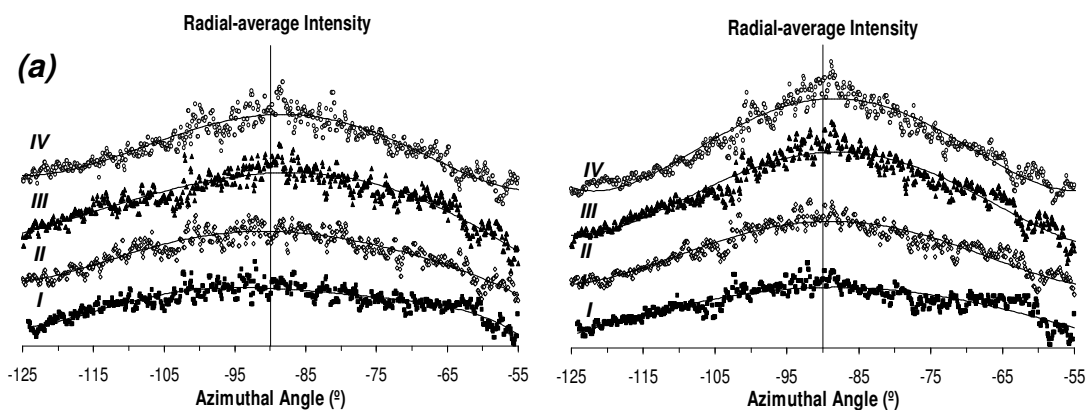 Radial-average Intensity
(a)
IV
III
II
I
-125 -115 -105 -95 -85 -75 -65 -55
Azimuthal Angle (º)
Radial-average Intensity
IV
III
II
I
-125 -115 -105 -95 -85 -75 -65 -55
Azimuthal Angle (º)